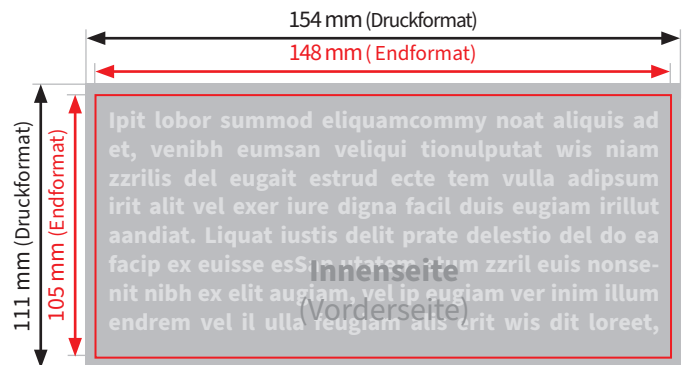 154 mm (Druckformat)
148 mm ( Endformat)
111 mm (Druckformat)
105 mm (Endformat)
Ipit lobor summod eliquamcommy noat aliquis ad
et, venibh eumsan veliqui tionulputat wis niam
zzrilis del eugait estrud ecte tem vulla adipsum
irit alit vel exer iure digna facil duis eugiam irillut
aandiat. Liquat iustis delit prate delestio del do ea
facip ex euisse esS utatem zzril euis nonse-
Innenseite
nit nibh ex elit augiam, vel ip eugiam ver inim illum
(Vorderseite)
endrem vel il ulla feugiam alis erit wis dit loreet,